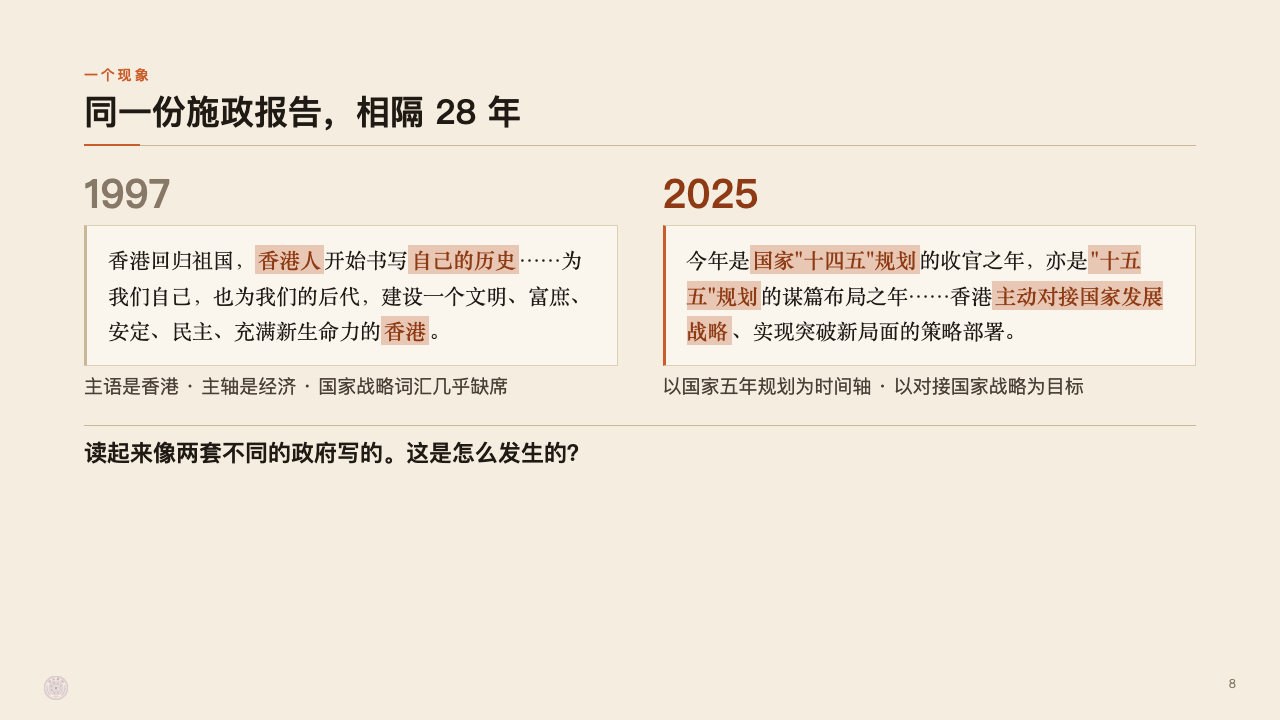 一个现象
同一份施政报告，相隔 28 年
1997
香港回归祖国，香港人开始书写自己的历史……为
我们自己，也为我们的后代，建设一个文明、富庶、
安定、民主、充满新生命力的香港。
主语是香港 · 主轴是经济 · 国家战略词汇几乎缺席
2025
今年是国家"十四五"规划的收官之年，亦是"十五
五"规划的谋篇布局之年……香港主动对接国家发展
战略、实现突破新局面的策略部署。
以国家五年规划为时间轴 · 以对接国家战略为目标
读起来像两套不同的政府写的。这是怎么发生的?
8